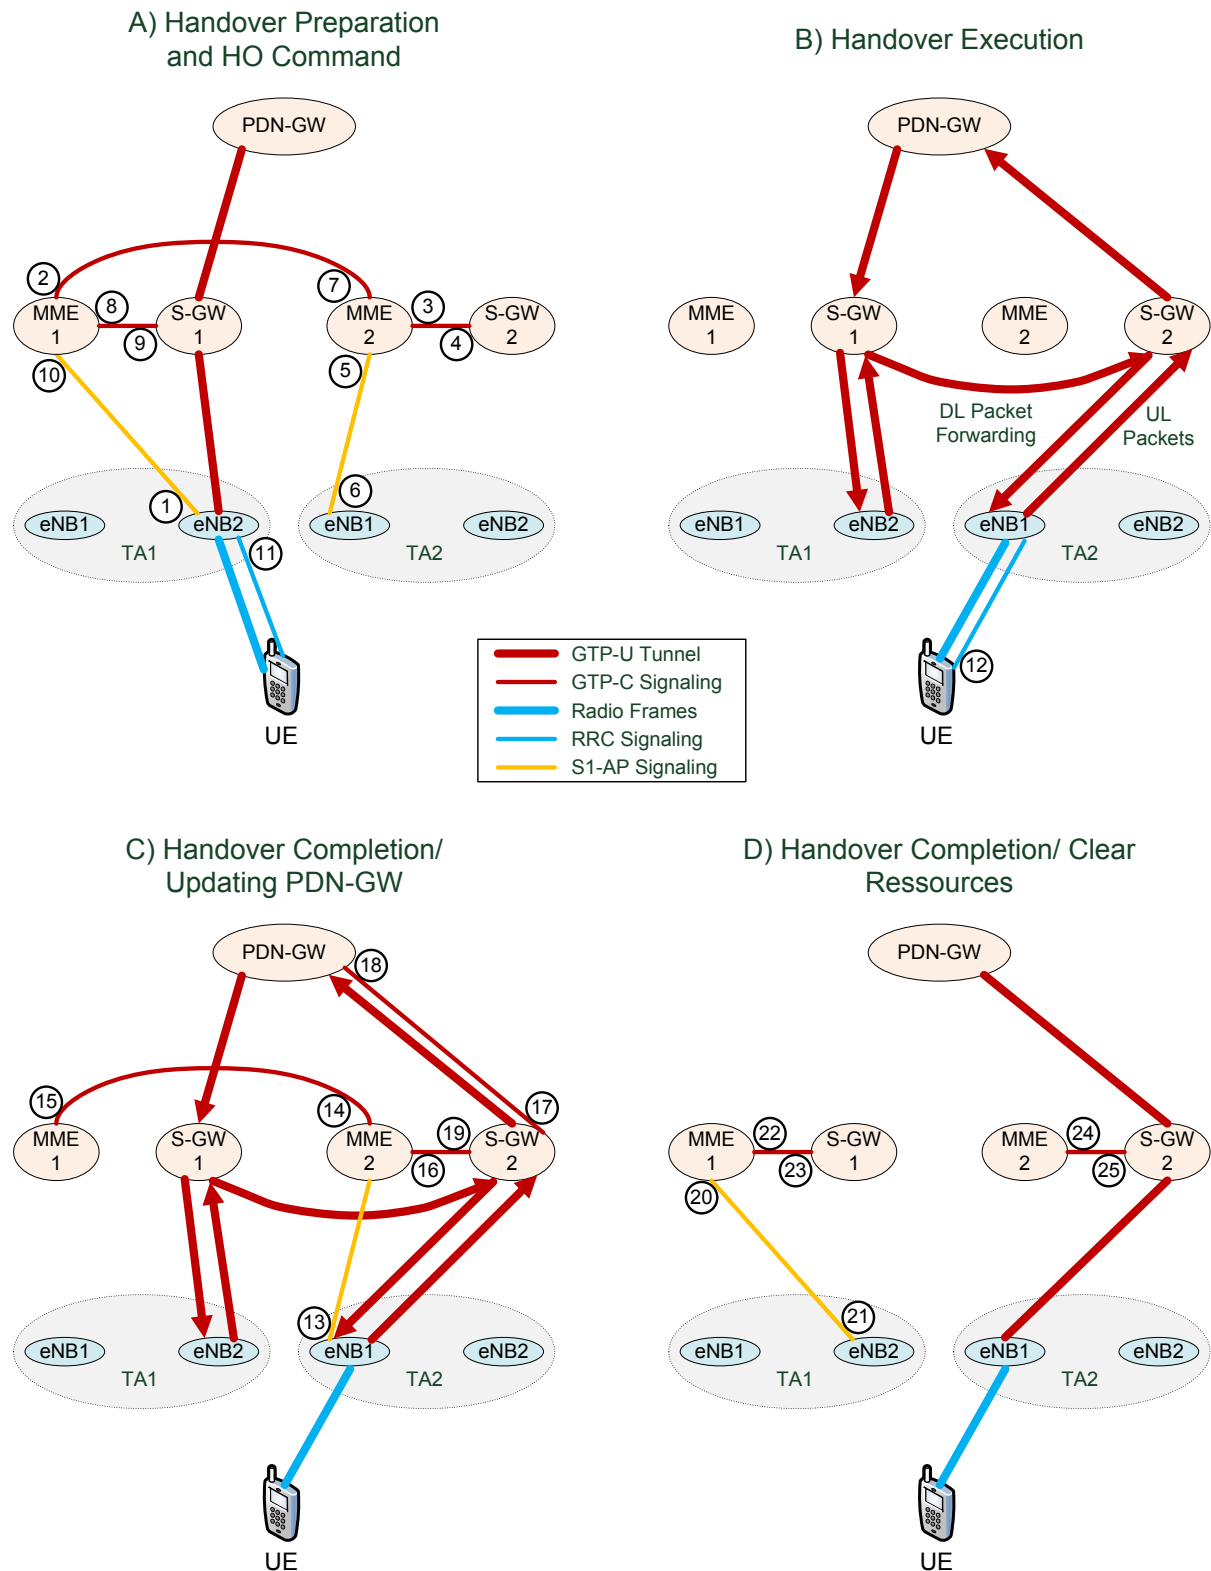 A) Handover Preparation
and HO Command
B) Handover Execution
PDN-GW
PDN-GW
2
7
8
3
MME
1
S-GW
1
MME
2
S-GW
2
9
4
10
5
MME
1
S-GW
1
MME
2
S-GW
2
DL Packet
Forwarding
UL
Packets
1
6
eNB1
eNB2
eNB1
eNB2
11
TA1
TA2
eNB1
eNB2
eNB1
eNB2
TA1
TA2
12
UE
UE
GTP-U Tunnel
GTP-C Signaling
Radio Frames
RRC Signaling
S1-AP Signaling
C) Handover Completion/
Updating PDN-GW
D) Handover Completion/ Clear
Ressources
PDN-GW
18
PDN-GW
15
14
17
19
MME
1
S-GW
1
MME
2
S-GW
2
16
22
24
MME
1
S-GW
1
MME
2
S-GW
2
23
25
20
13
21
eNB1
eNB2
eNB1
eNB2
TA1
TA2
eNB1
eNB2
eNB1
eNB2
TA1
TA2
UE
UE